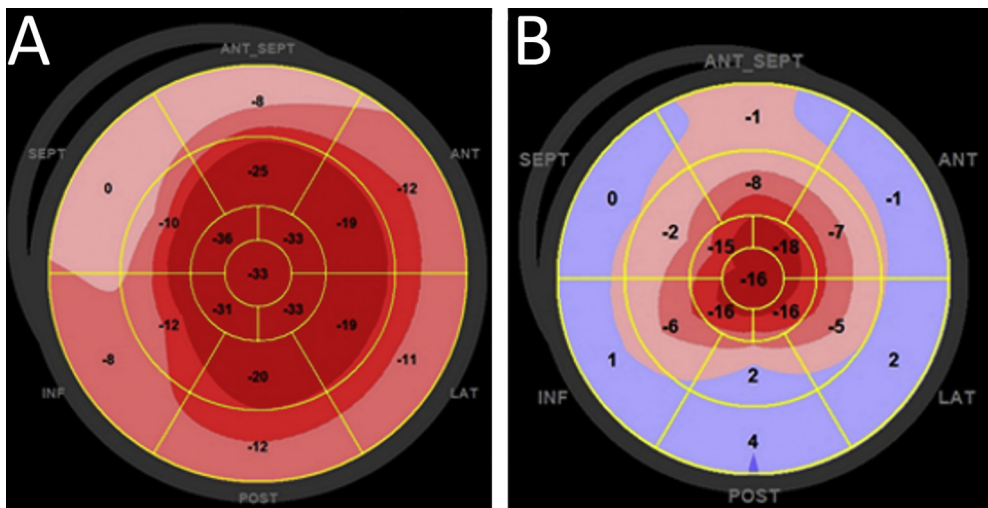 A
ANT_SEPT
-8
SEPT
ANT
0
-12
-25
-10
-19
-36
-33
-33
-31
-33
-12
-19
-8
-11
-20
INF
LAT
-12
POST
B
ANT_SEPT
-1
SEPT
ANT
0
-1
-8
-2
-7
-15
-18
-16
-16
-16
-6
-5
1
2
2
INF
LAT
4
POST